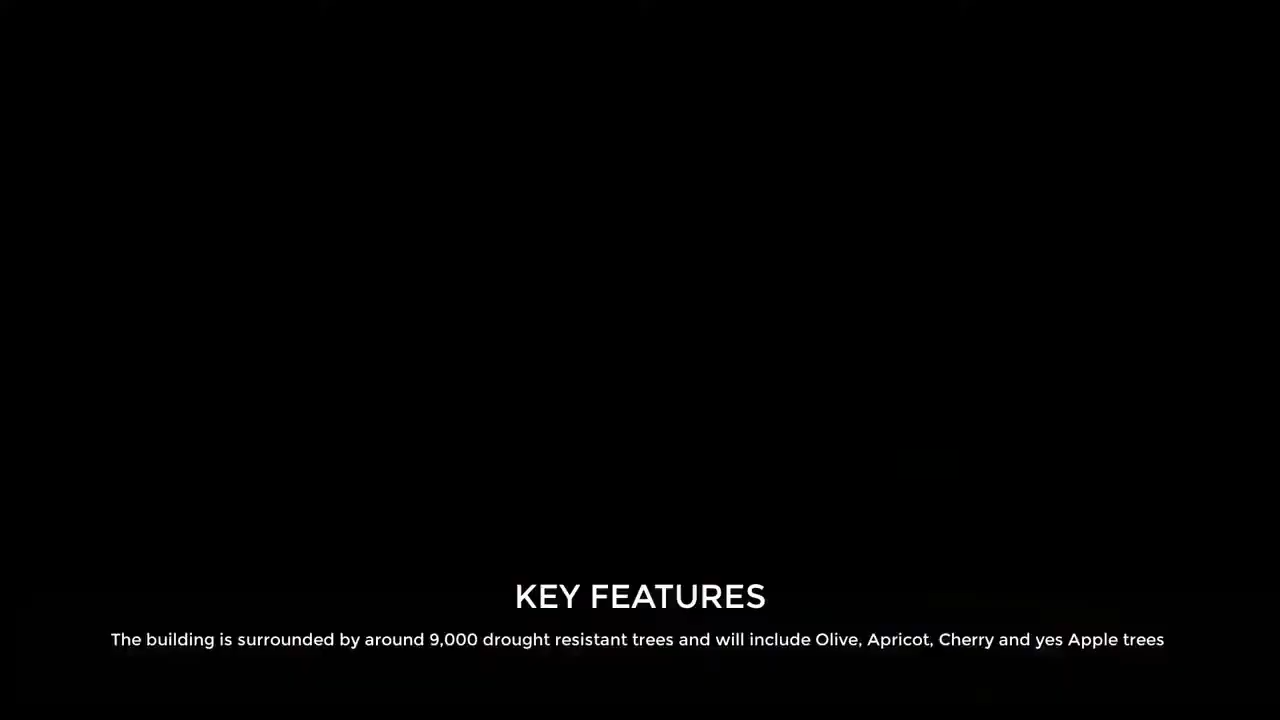 KEY FEATURES
The building is surrounded by around 9,000 drought resistant trees and will include Olive, Apricot, Cherry and yes Apple trees